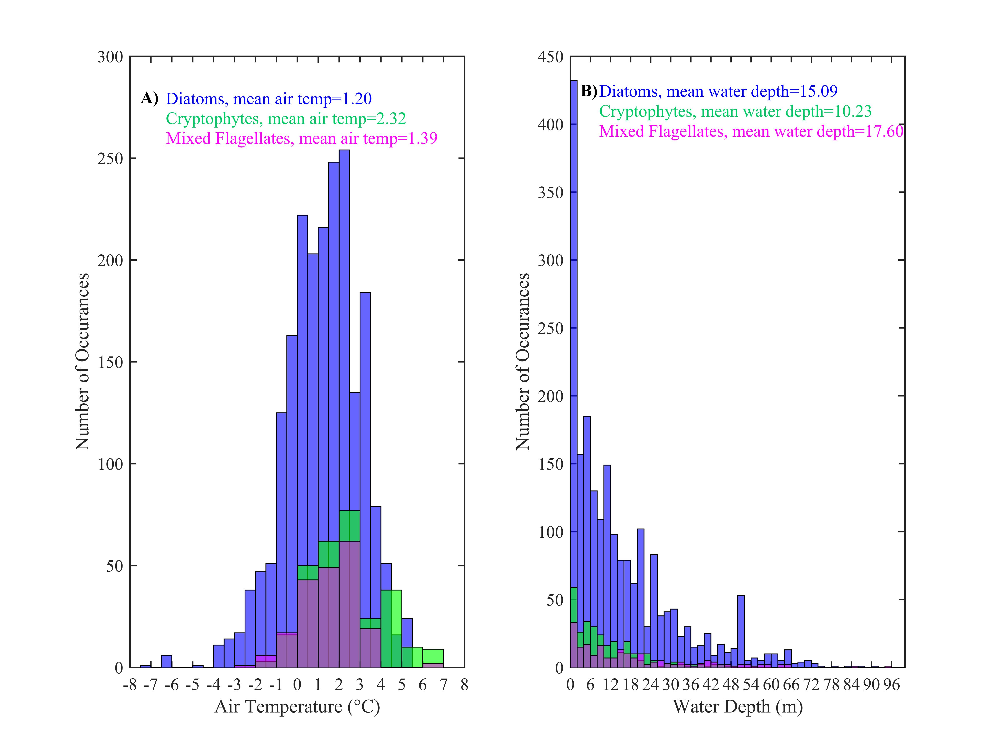 300
250
200
150
100
50
0
Number of Occurances
A) Diatoms, mean air temp=1.20
Cryptophytes, mean air temp=2.32
Mixed Flagellates, mean air temp=1.39
-8 -7 -6 -5 -4 -3 -2 -1 0 1 2 3 4 5 6 7 8
Air Temperature (°C)
450
400
350
300
250
200
150
100
50
0
Number of Occurances
B) Diatoms, mean water depth=15.09
Cryptophytes, mean water depth=10.23
Mixed Flagellates, mean water depth=17.60
0 6 12 18 24 30 36 42 48 54 60 66 72 78 84 90 96
Water Depth (m)